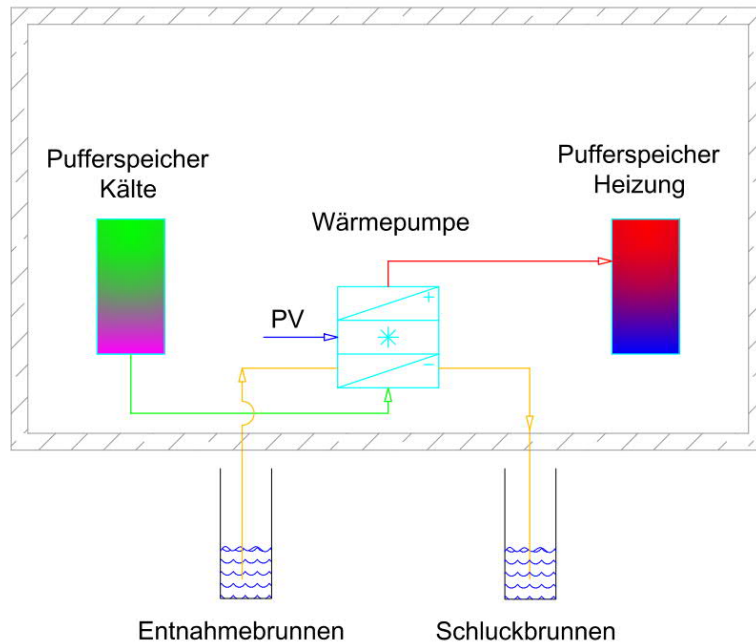 Pufferspeicher
Kälte
Pufferspeicher
Heizung
Wärmepumpe
PV
Entnahmebrunnen
Schluckbrunnen